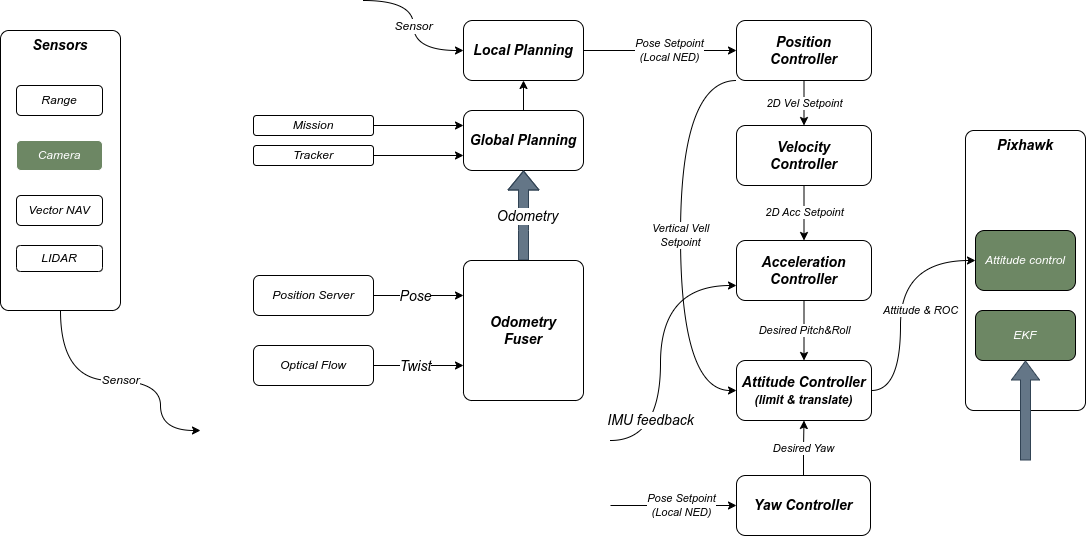 Sensors
Range
Camera
Vector NAV
LIDAR
Sensor
Sensor
Local Planning
Mission
Tracker
Global Planning
Odometry
Position Server
Pose
Optical Flow
Twist
Odometry
Fuser
Pose Setpoint
(Local NED)
Position
Controller
2D Vel Setpoint
Velocity
Controller
Vertical Vell
Setpoint
2D Acc Setpoint
Acceleration
Controller
Desired Pitch&Roll
Attitude Controller
(limit & translate)
IMU feedback
Desired Yaw
Pose Setpoint
(Local NED)
Yaw Controller
Attitude & ROC
Pixhawk
Attitude control
EKF